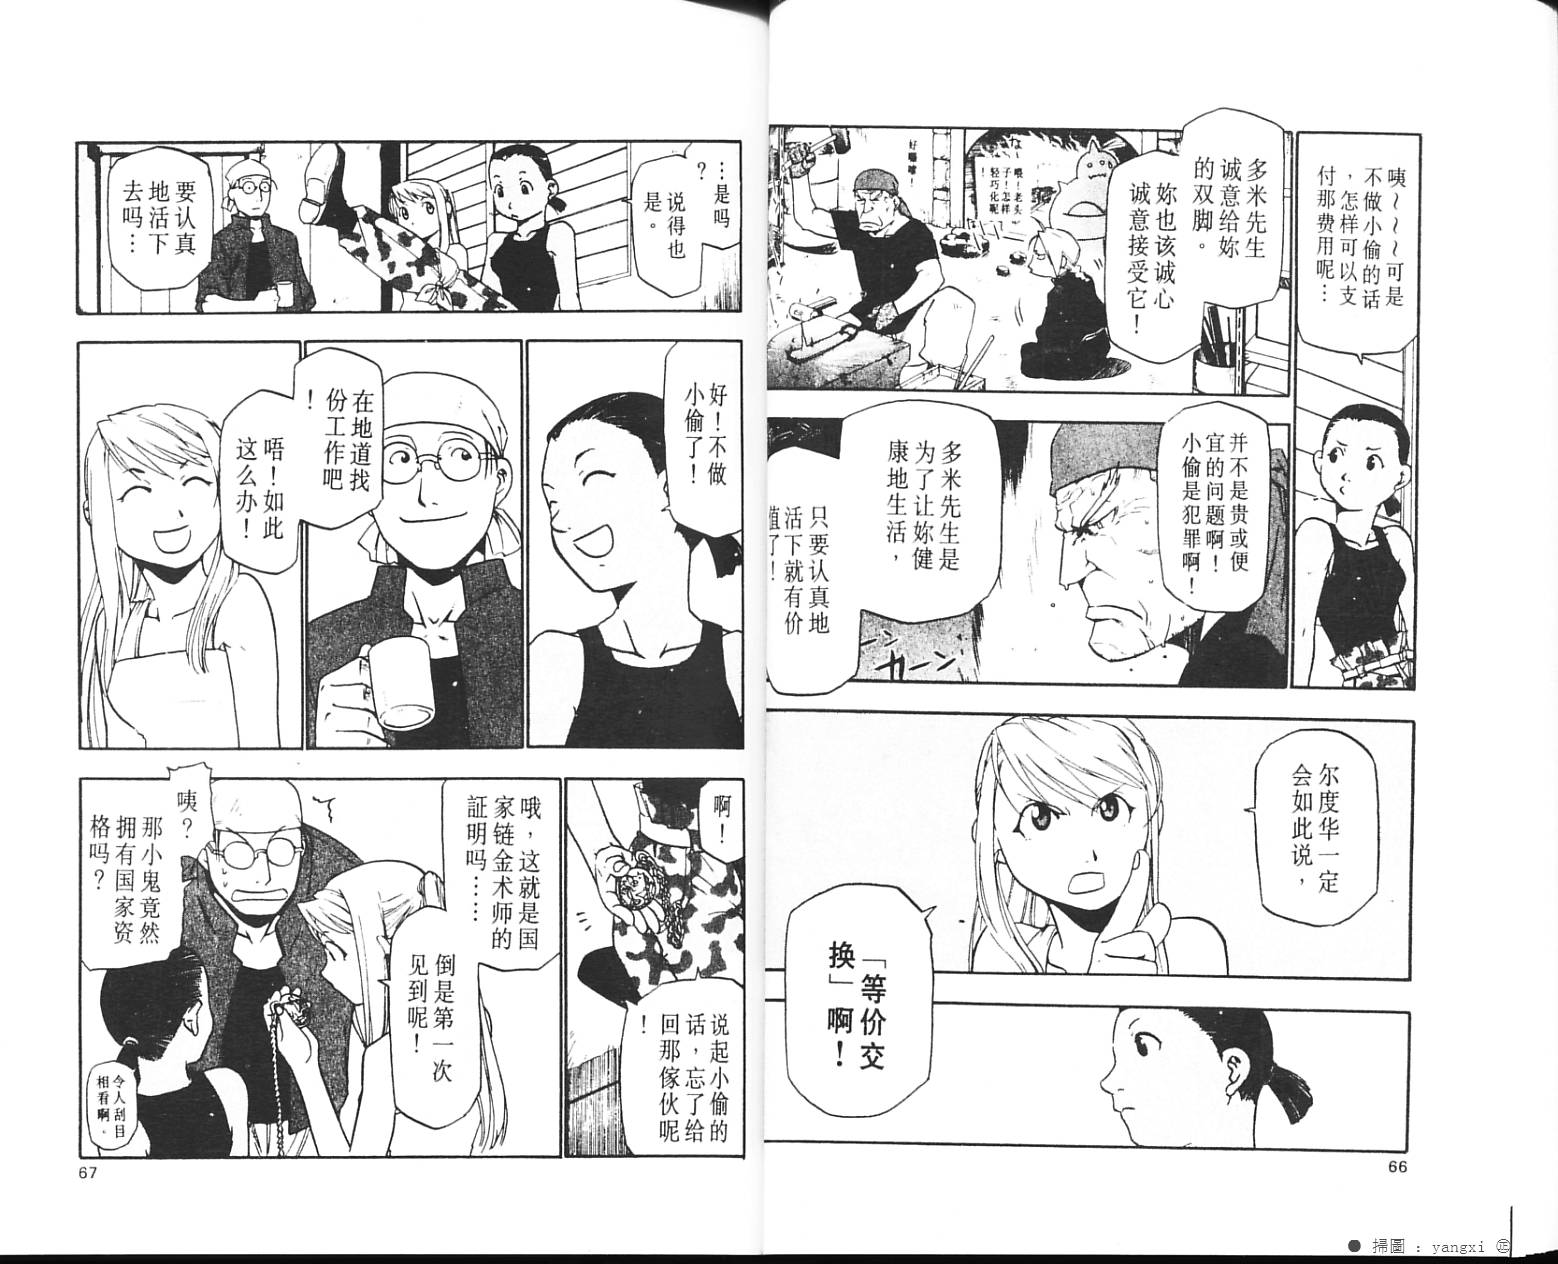 咦～～～可是
不做小偷的话
，怎样可以支
付那费用呢…
多米先生
诚意给妳
的双脚。
妳也该诚心
诚意接受它！
喂！老头
子！怎样
轻巧化呢
！
好囉嗦！
并不是贵或便
宜的问题啊！
小偷是犯罪啊！
多米先生是
为了让妳健
康地生活，
只要认真地
活下就有价
值了！
カーン
尔度华一定
会如此说，
「等价交
换」啊！
66
…是吗
？
说得也
是。
要认真
地活下
去吗…
好！不做
小偷了！
在地道找
份工作吧
！
唔！如此
这么办！
啊！
说起小偷的
话，忘了给
回那傢伙呢
！
哦，这就是国
家链金术师的
証明吗……
倒是第一次
见到呢！
咦？
那小鬼竟然
拥有国家资
格吗？
令人刮目
相看啊。
67
● 掃圖 : yangxi ㊣